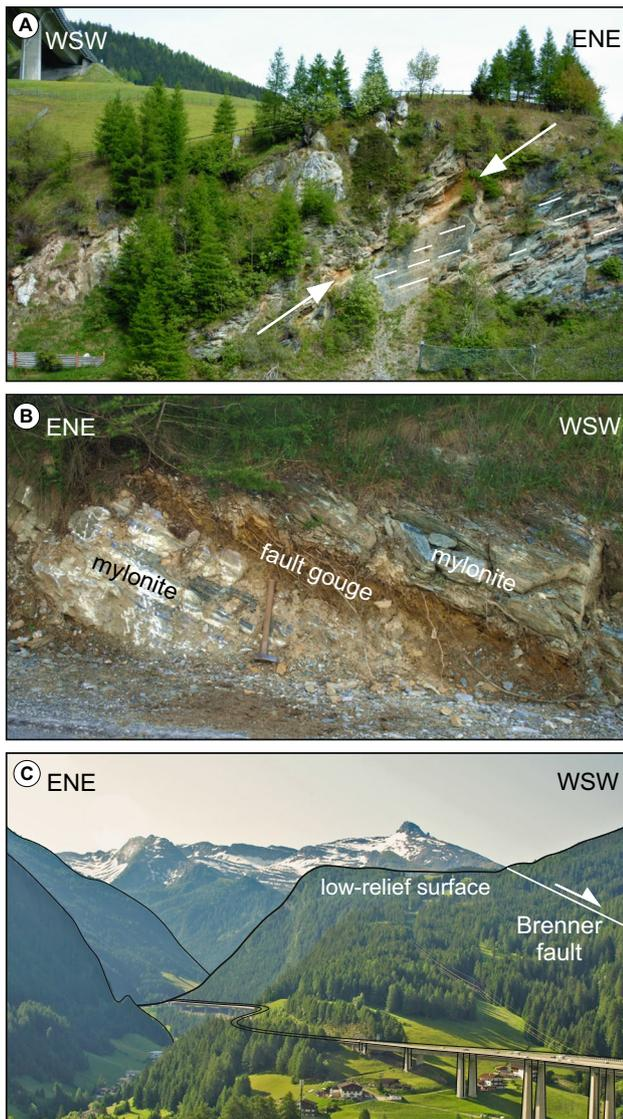 A
WSW
ENE
B
ENE
WSW
mylonite
fault gouge
mylonite
C
ENE
WSW
low-relief surface
Brenner
fault